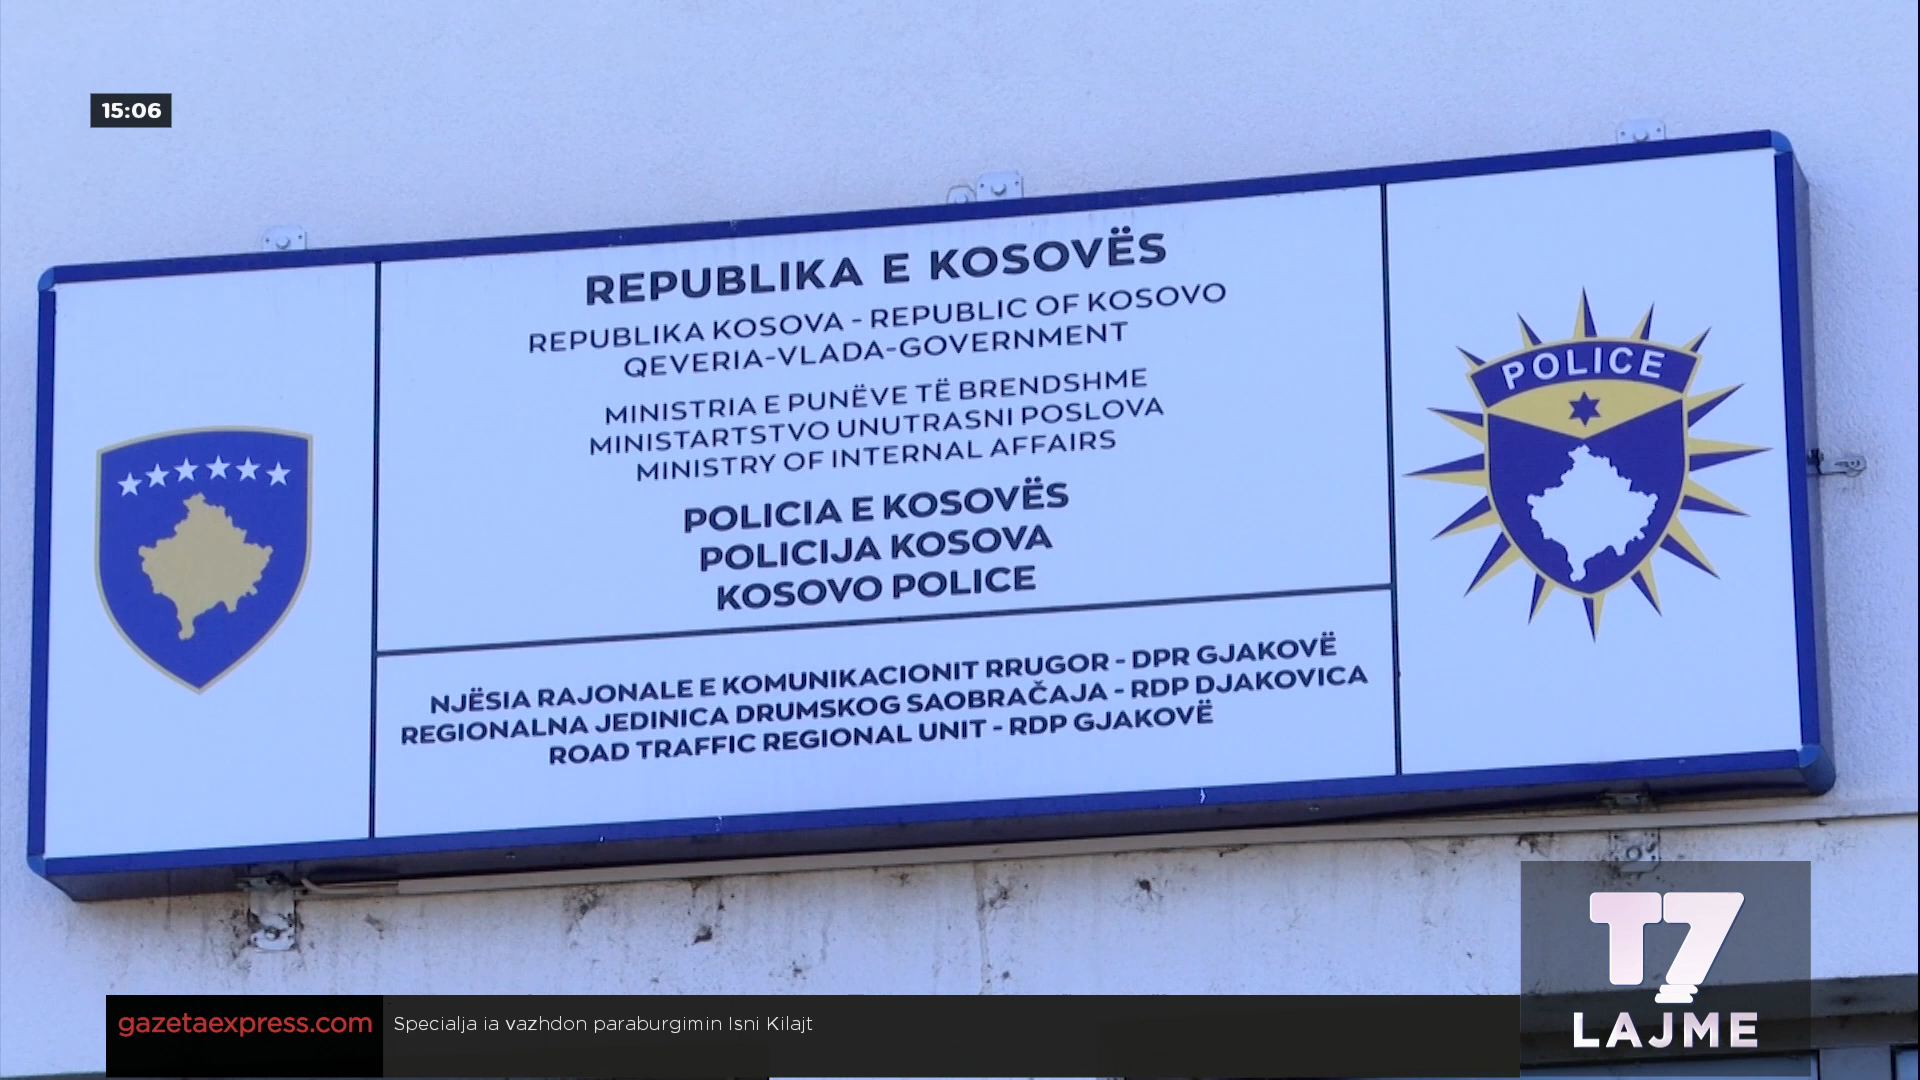 15:06
REPUBLIKA E KOSOVËS
REPUBLIKA KOSOVA - REPUBLIC OF KOSOVO
QEVERIA-VLADA-GOVERNMENT
MINISTRIA E PUNËVE TË BRENDSHME
MINISTARTSTVO UNUTRASNI POSLOVA
MINISTRY OF INTERNAL AFFAIRS
POLICIA E KOSOVËS
POLICIJA KOSOVA
KOSOVO POLICE
NJËSIA RAJONALE E KOMUNIKACIONIT RRUGOR - DPR GJAKOVË
REGIONALNA JEDINICA DRUMSKOG SAOBRAČAJA - RDP DJAKOVICA
ROAD TRAFFIC REGIONAL UNIT - RDP GJAKOVË
POLICE
T7
LAJME
gazetaexpress.com
Specialja ia vazhdon paraburgimin Isni Kilajt